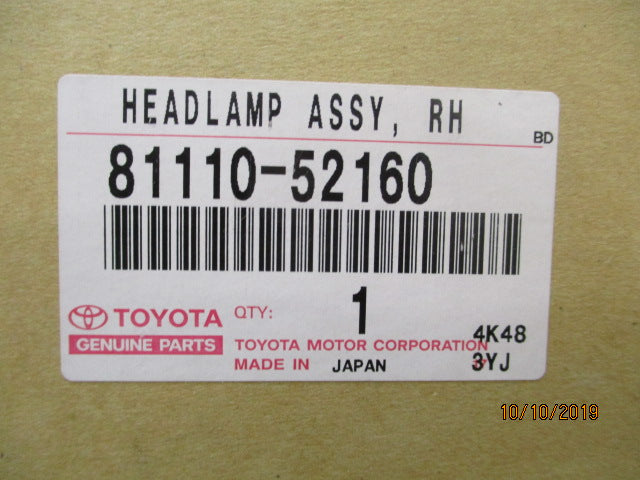 HEADLAMP ASSY, RH
BD
81110-52160
TOYOTA
GENUINE PARTS
QTY: 1
TOYOTA MOTOR CORPORATION
MADE IN JAPAN
4K48
3YJ
10/10/2019